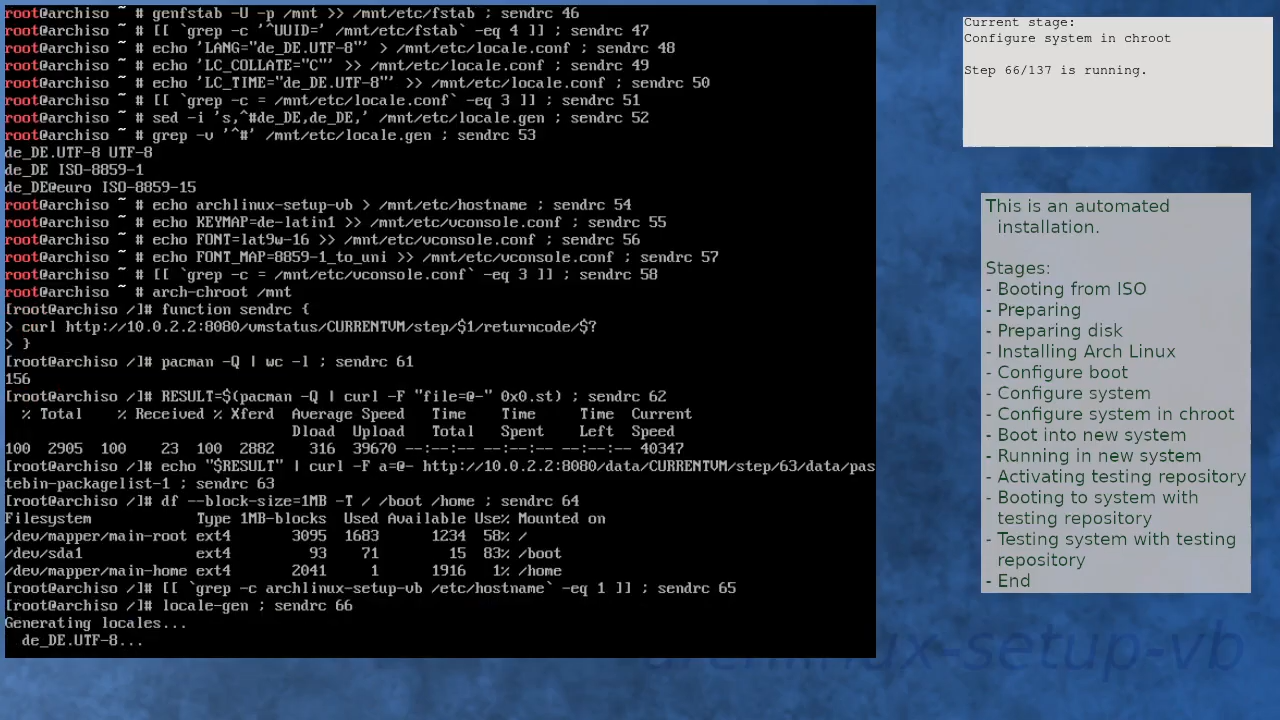 root@archiso ~ # genfstab -U -p /mnt >> /mnt/etc/fstab ; sendrc 46
root@archiso ~ # [[ `grep -c '^UUID=' /mnt/etc/fstab` -eq 4 ]] ; sendrc 47
root@archiso ~ # echo 'LANG="de_DE.UTF-8"' > /mnt/etc/locale.conf ; sendrc 48
root@archiso ~ # echo 'LC_COLLATE="C"' >> /mnt/etc/locale.conf ; sendrc 49
root@archiso ~ # echo 'LC_TIME="de_DE.UTF-8"' >> /mnt/etc/locale.conf ; sendrc 50
root@archiso ~ # [[ `grep -c = /mnt/etc/locale.conf` -eq 3 ]] ; sendrc 51
root@archiso ~ # sed -i 's,^#de_DE,de_DE,' /mnt/etc/locale.gen ; sendrc 52
root@archiso ~ # grep -v '^#' /mnt/etc/locale.gen ; sendrc 53
de_DE.UTF-8 UTF-8
de_DE ISO-8859-1
de_DE@euro ISO-8859-15
root@archiso ~ # echo archlinux-setup-vb > /mnt/etc/hostname ; sendrc 54
root@archiso ~ # echo KEYMAP=de-latin1 >> /mnt/etc/vconsole.conf ; sendrc 55
root@archiso ~ # echo FONT=lat9w-16 >> /mnt/etc/vconsole.conf ; sendrc 56
root@archiso ~ # echo FONT_MAP=8859-1_to_uni >> /mnt/etc/vconsole.conf ; sendrc 57
root@archiso ~ # [[ `grep -c = /mnt/etc/vconsole.conf` -eq 3 ]] ; sendrc 58
root@archiso ~ # arch-chroot /mnt
[root@archiso /]# function sendrc {
> curl http://10.0.2.2:8080/vmstatus/CURRENTVM/step/$1/returncode/$?
> }
[root@archiso /]# pacman -Q | wc -l ; sendrc 61
156
[root@archiso /]# RESULT=$(pacman -Q | curl -F "file=@-" 0x0.st) ; sendrc 62
% Total % Received % Xferd Average Speed Time Time Time Current
Dload Upload Total Spent Left Speed
100 2905 100 23 100 2882 316 39670 --:--:-- --:--:-- --:--:-- 40347
[root@archiso /]# echo "$RESULT" | curl -F a=@- http://10.0.2.2:8080/data/CURRENTVM/step/63/data/pas
tebin-packagelist-1 ; sendrc 63
[root@archiso /]# df --block-size=1MB -T / /boot /home ; sendrc 64
Filesystem Type 1MB-blocks Used Available Use% Mounted on
/dev/mapper/main-root ext4 3095 1683 1234 58% /
/dev/sda1 ext4 93 71 15 83% /boot
/dev/mapper/main-home ext4 2041 1 1916 1% /home
[root@archiso /]# [[ `grep -c archlinux-setup-vb /etc/hostname` -eq 1 ]] ; sendrc 65
[root@archiso /]# locale-gen ; sendrc 66
Generating locales...
de_DE.UTF-8...
Current stage:
Configure system in chroot
Step 66/137 is running.
This is an automated
installation.
Stages:
- Booting from ISO
- Preparing
- Preparing disk
- Installing Arch Linux
- Configure boot
- Configure system
- Configure system in chroot
- Boot into new system
- Running in new system
- Activating testing repository
- Booting to system with
testing repository
- Testing system with testing
repository
- End
archlinux-setup-vb